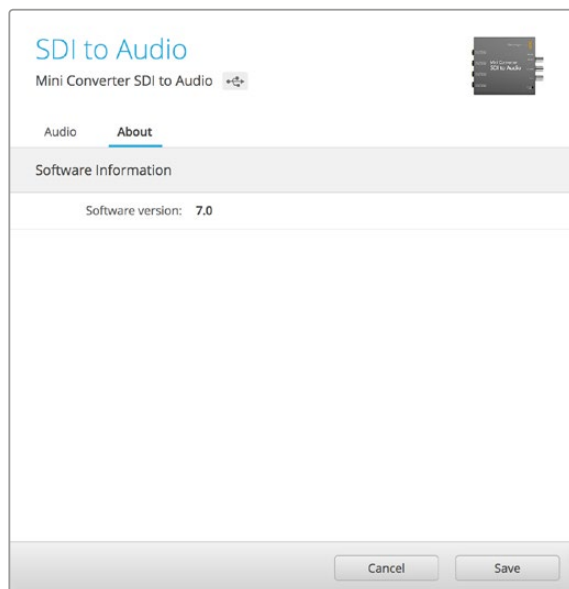 SDI to Audio
Mini Converter SDI to Audio
Audio About
Software Information
Software version: 7.0
Cancel Save